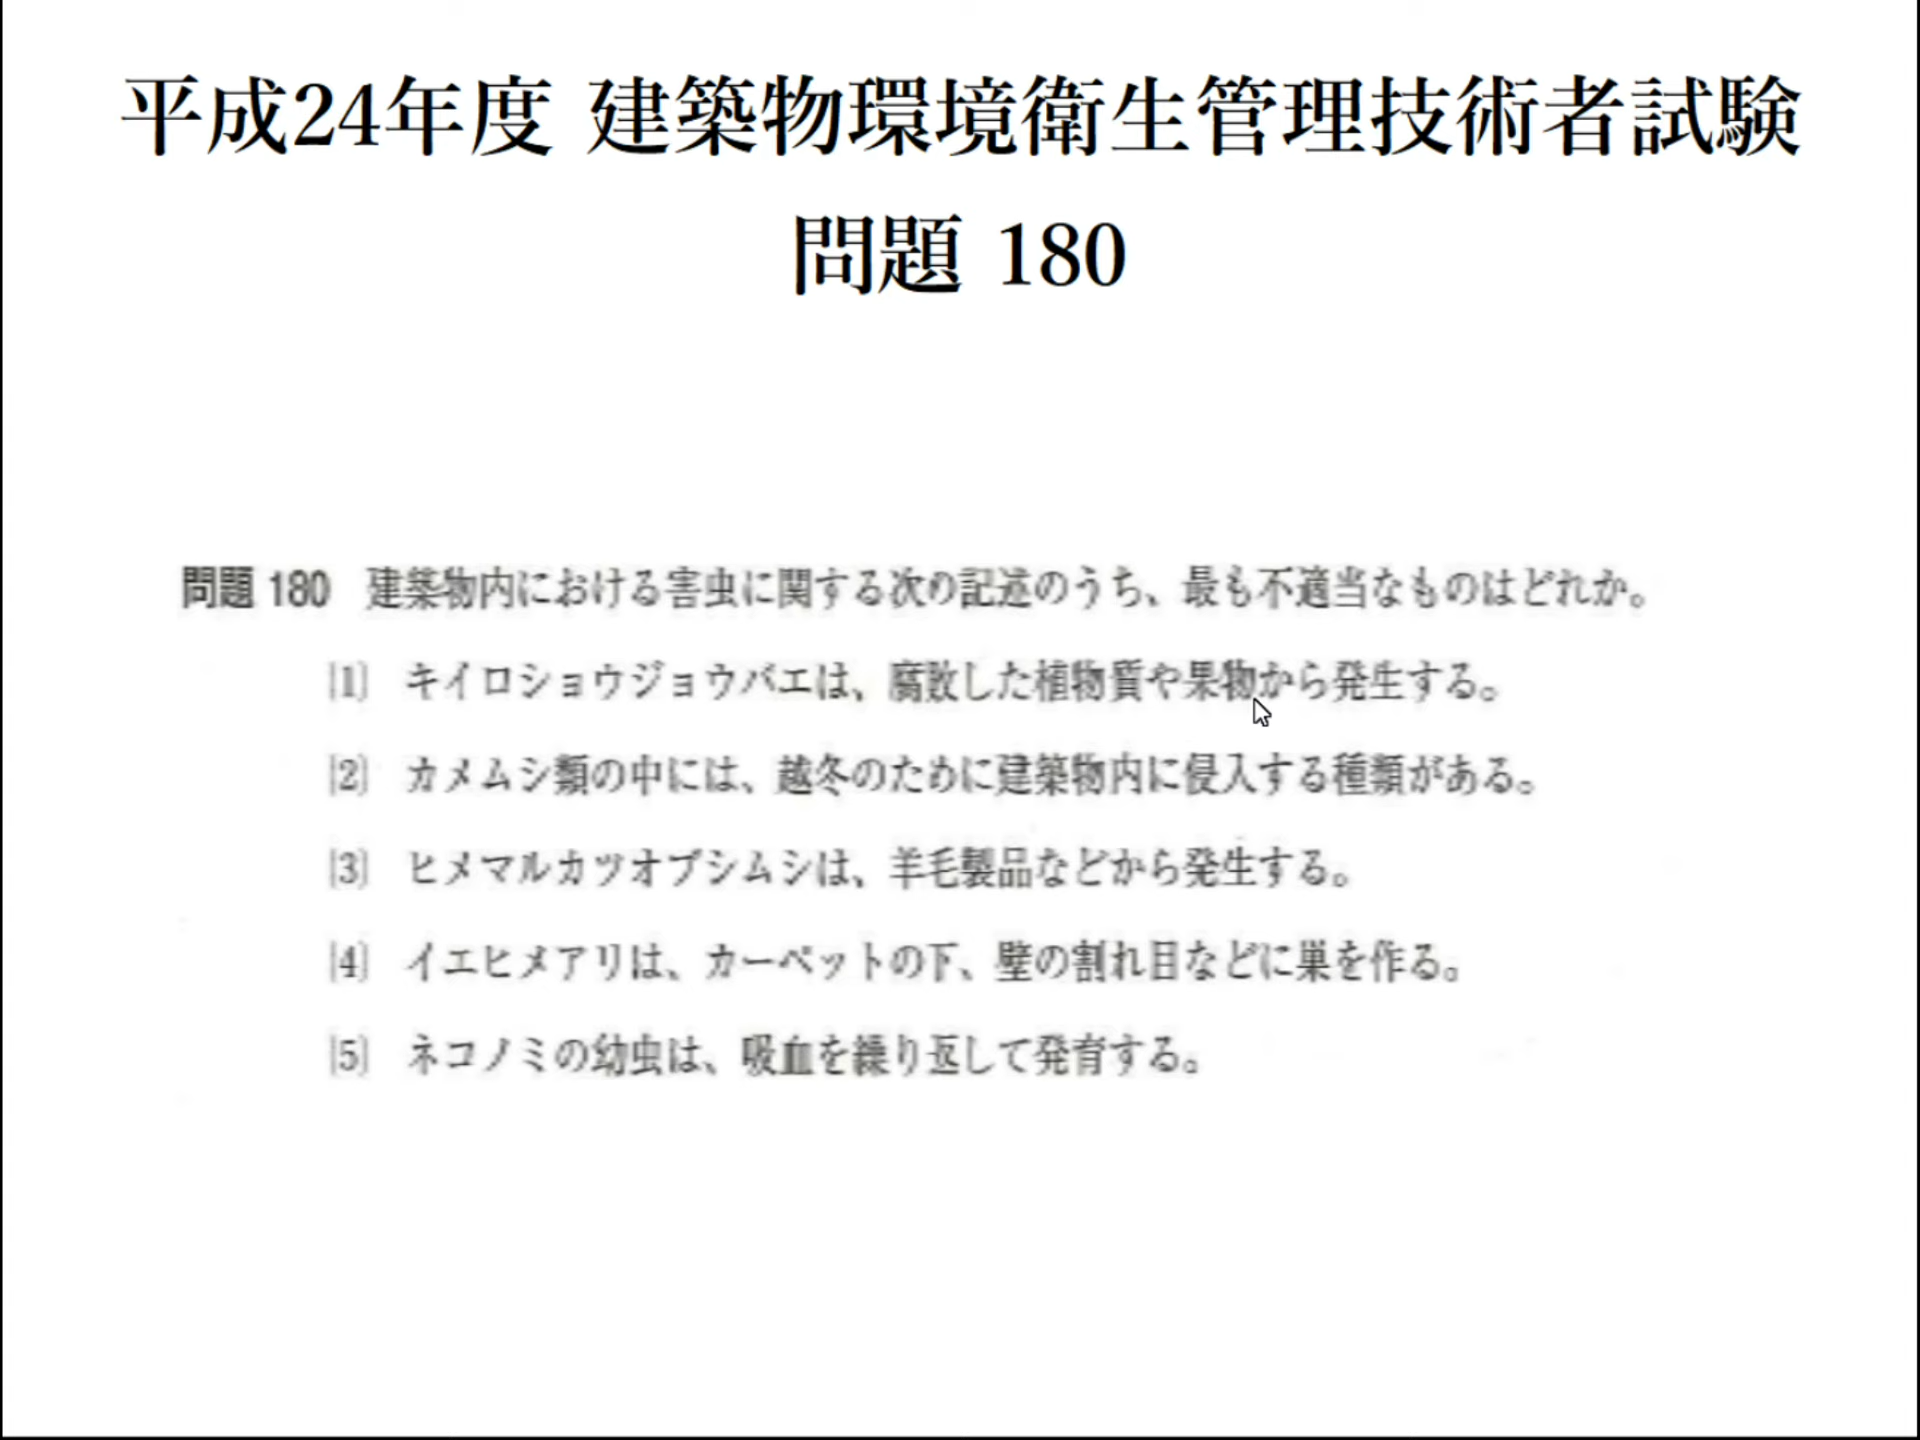 平成24年度 建築物環境衛生管理技術者試験
問題 180
問題 180 建築物内における害虫に関する次の記述のうち、最も不適当なものはどれか。
(1) キイロショウジョウバエは、腐敗した植物質や果物から発生する。
(2) カメムシ類の中には、越冬のために建築物内に侵入する種類がある。
(3) ヒメマルカツオブシムシは、羊毛製品などから発生する。
(4) イエヒメアリは、カーペットの下、壁の割れ目などに巣を作る。
(5) ネコノミの幼虫は、吸血を繰り返して発育する。